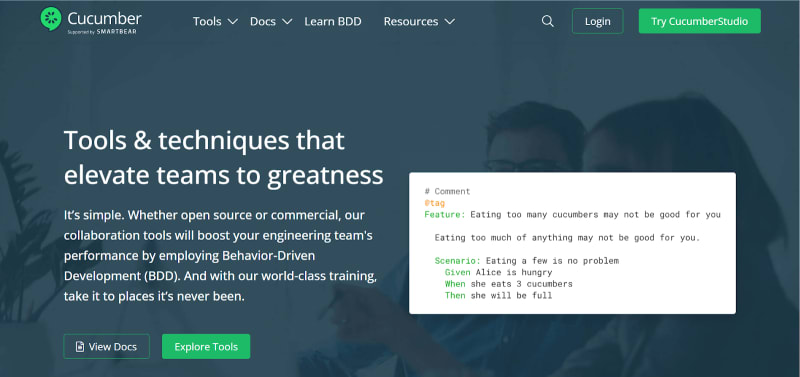 Cucumber
Supported by SMARTBEAR
Tools
Docs
Learn BDD
Resources
Login
Try CucumberStudio
Tools & techniques that
elevate teams to greatness
It's simple. Whether open source or commercial, our
collaboration tools will boost your engineering team's
performance by employing Behavior-Driven
Development (BDD). And with our world-class training,
take it to places it's never been.
View Docs
Explore Tools
# Comment
@tag
Feature: Eating too many cucumbers may not be good for you
Eating too much of anything may not be good for you.
Scenario: Eating a few is no problem
Given Alice is hungry
When she eats 3 cucumbers
Then she will be full